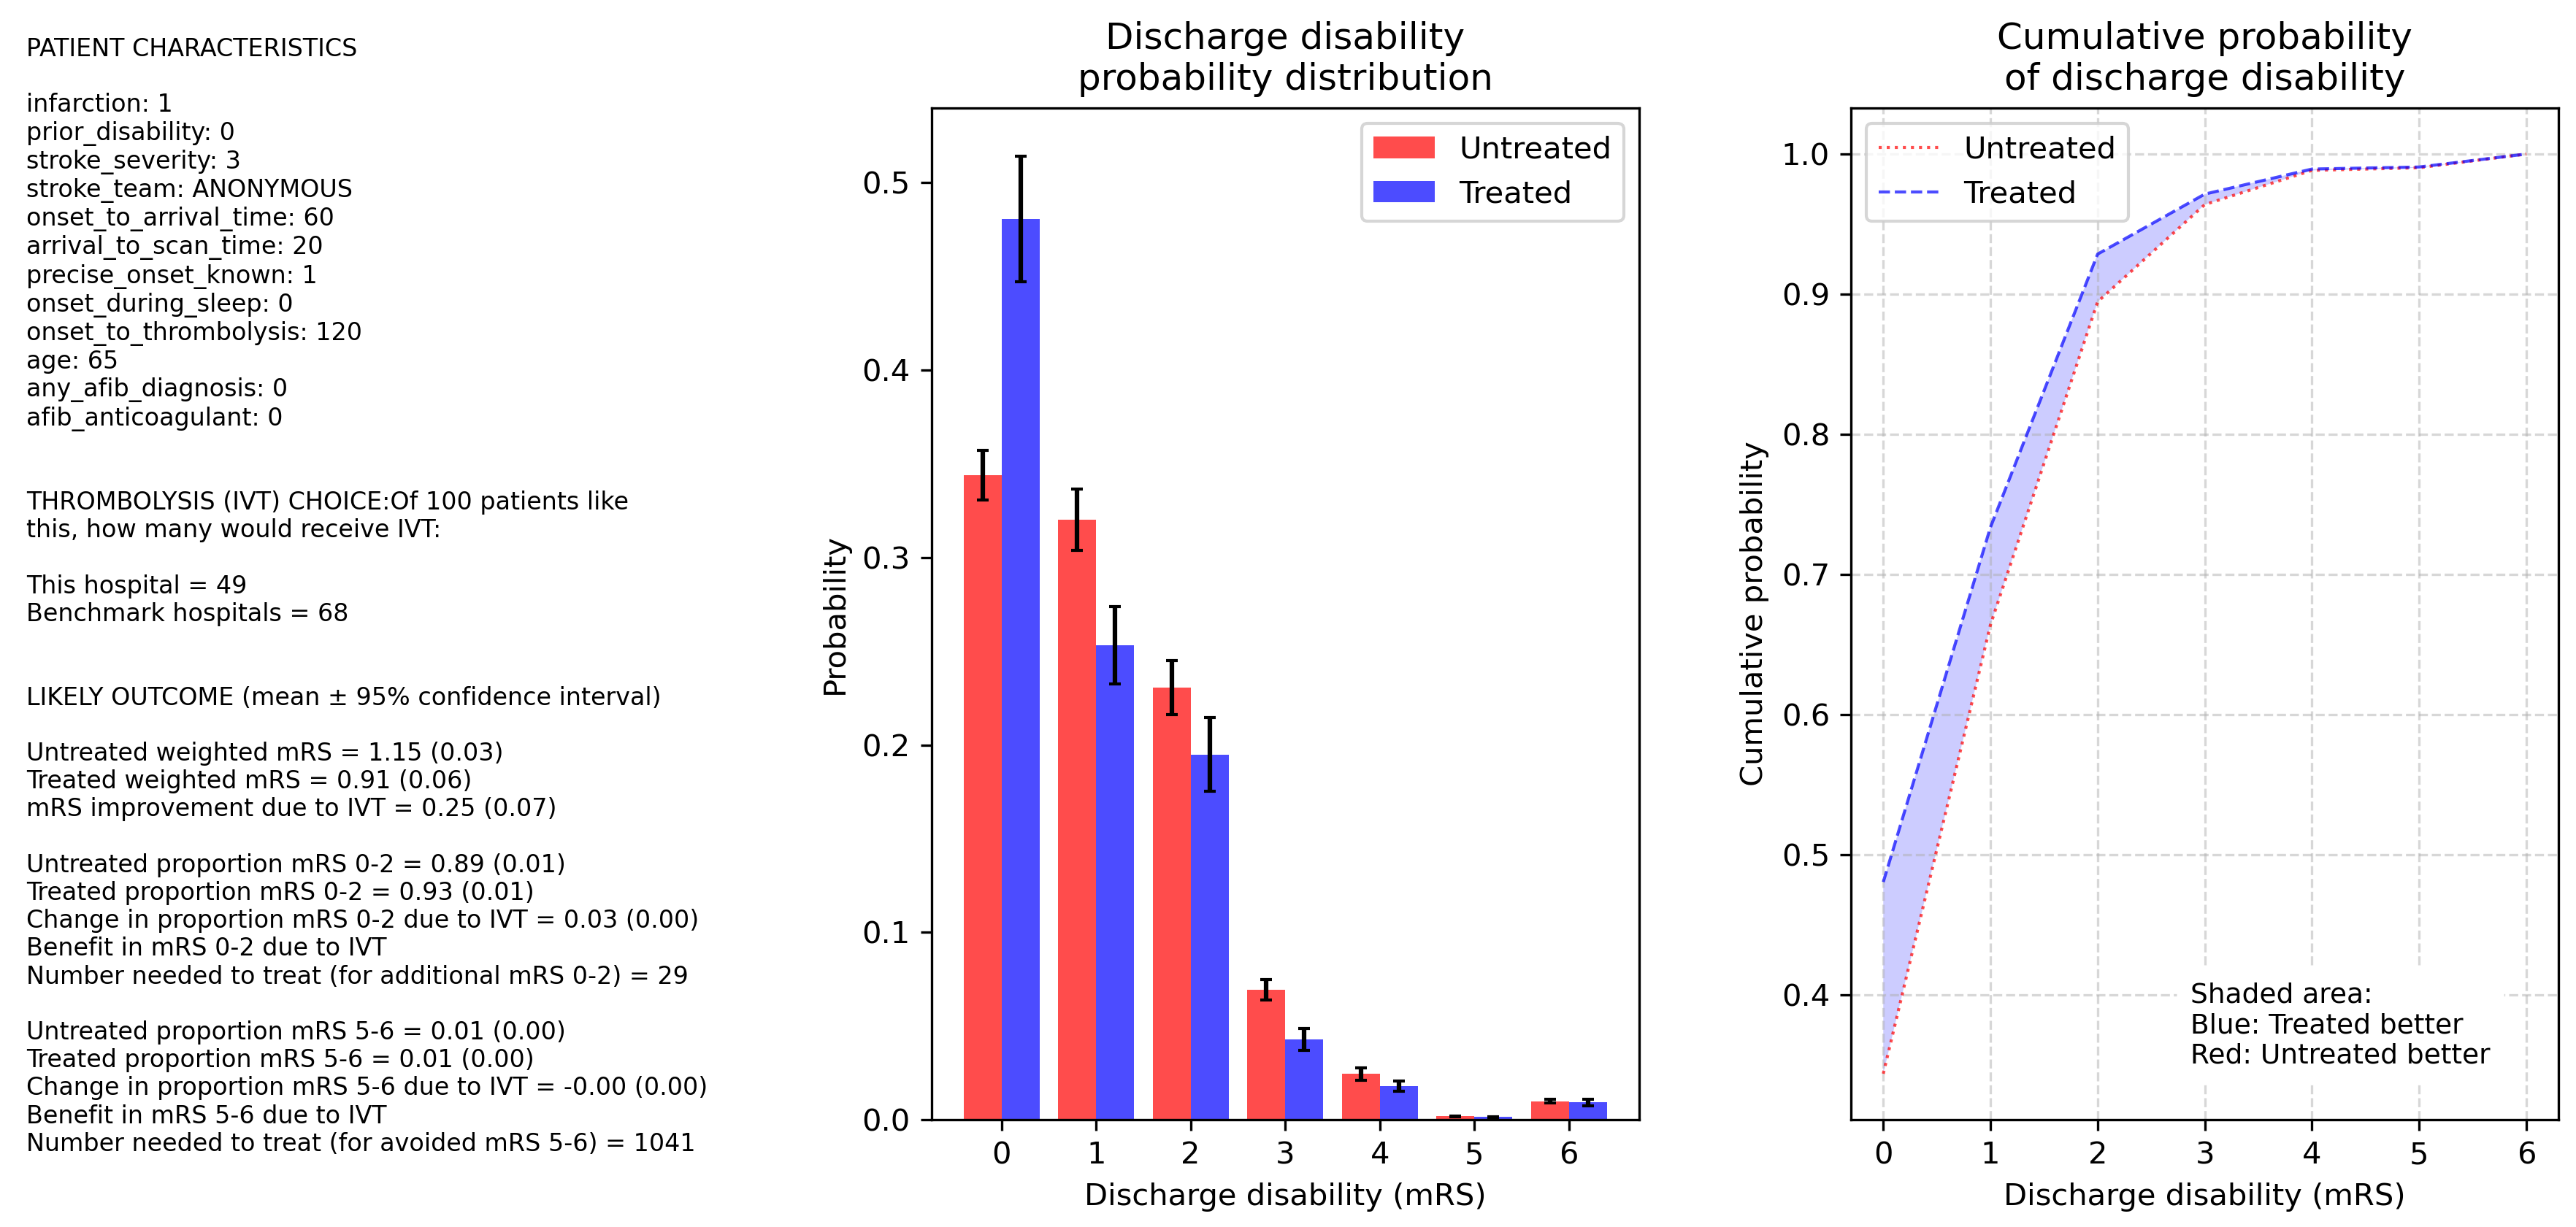 PATIENT CHARACTERISTICS
infarction: 1
prior_disability: 0
stroke_severity: 3
stroke_team: ANONYMOUS
onset_to_arrival_time: 60
arrival_to_scan_time: 20
precise_onset_known: 1
onset_during_sleep: 0
onset_to_thrombolysis: 120
age: 65
any_afib_diagnosis: 0
afib_anticoagulant: 0
THROMBOLYSIS (IVT) CHOICE:Of 100 patients like
this, how many would receive IVT:
This hospital = 49
Benchmark hospitals = 68
LIKELY OUTCOME (mean ± 95% confidence interval)
Untreated weighted mRS = 1.15 (0.03)
Treated weighted mRS = 0.91 (0.06)
mRS improvement due to IVT = 0.25 (0.07)
Untreated proportion mRS 0-2 = 0.89 (0.01)
Treated proportion mRS 0-2 = 0.93 (0.01)
Change in proportion mRS 0-2 due to IVT = 0.03 (0.00)
Benefit in mRS 0-2 due to IVT
Number needed to treat (for additional mRS 0-2) = 29
Untreated proportion mRS 5-6 = 0.01 (0.00)
Treated proportion mRS 5-6 = 0.01 (0.00)
Change in proportion mRS 5-6 due to IVT = -0.00 (0.00)
Benefit in mRS 5-6 due to IVT
Number needed to treat (for avoided mRS 5-6) = 1041
Discharge disability
probability distribution
Untreated
Treated
Probability
0.5
0.4
0.3
0.2
0.1
0.0
0 1 2 3 4 5 6
Discharge disability (mRS)
Cumulative probability
of discharge disability
Untreated
Treated
Cumulative probability
1.0
0.9
0.8
0.7
0.6
0.5
0.4
Shaded area:
Blue: Treated better
Red: Untreated better
0 1 2 3 4 5 6
Discharge disability (mRS)